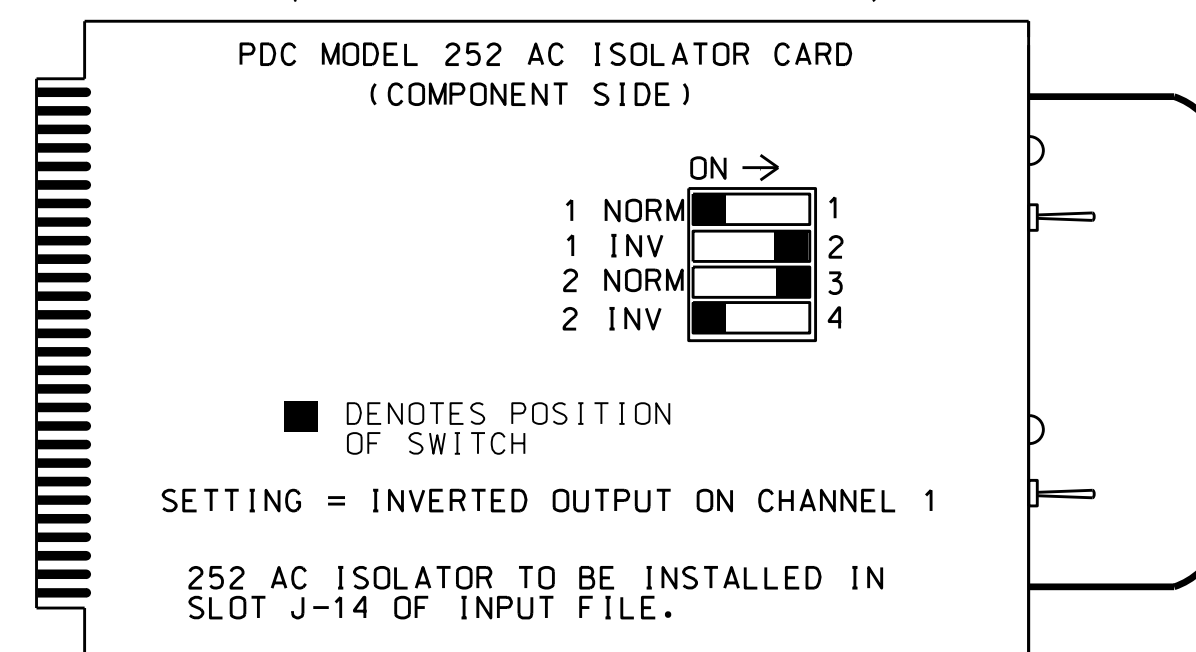 PDC MODEL 252 AC ISOLATOR CARD
(COMPONENT SIDE)
ON →
1 NORM 1
1 INV 2
2 NORM 3
2 INV 4
DENOTES POSITION
OF SWITCH
SETTING = INVERTED OUTPUT ON CHANNEL 1
252 AC ISOLATOR TO BE INSTALLED IN
SLOT J-14 OF INPUT FILE.